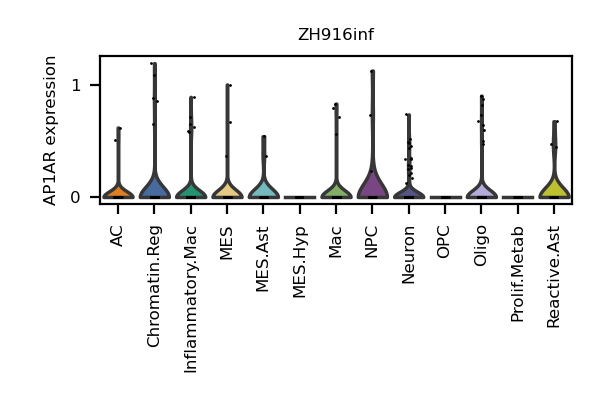 ZH916inf
AP1AR expression
1
0
AC
Chromatin.Reg
Inflammatory.Mac
MES
MES.Ast
MES.Hyp
Mac
NPC
Neuron
OPC
Oligo
Prolif.Metab
Reactive.Ast